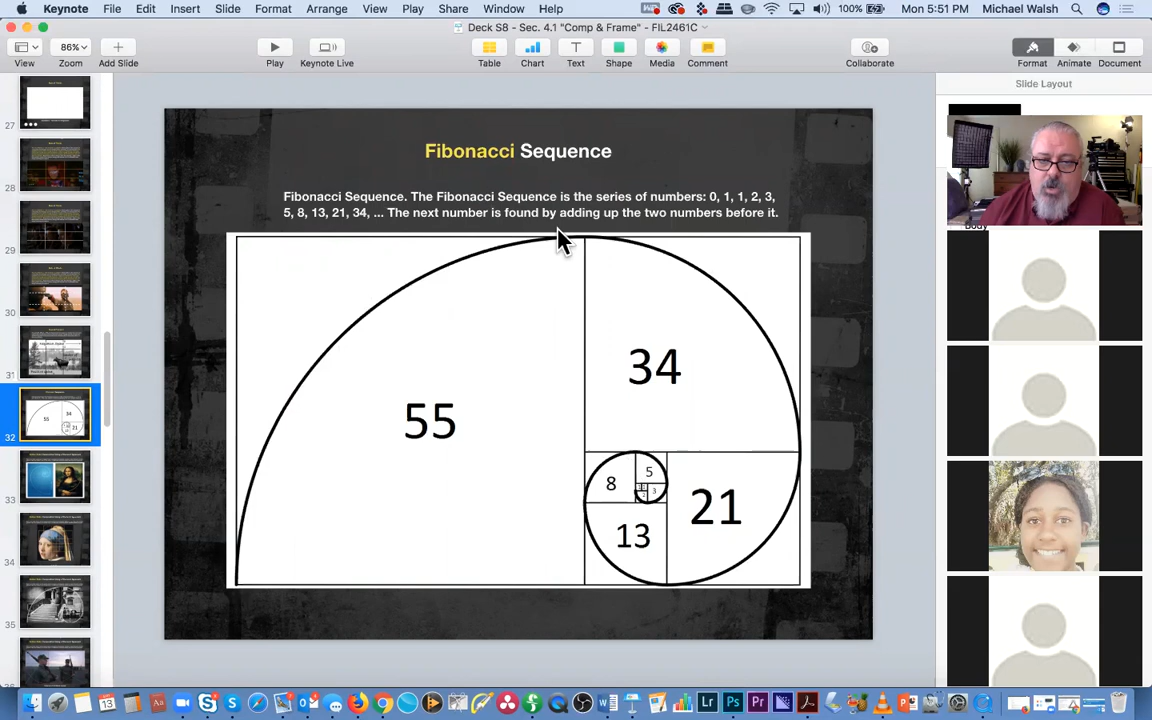 Keynote File Edit Insert Slide Format Arrange View Play Share Window Help 100% Mon 5:51 PM Michael Walsh
Deck S8 - Sec. 4.1 "Comp & Frame" - FIL2461C
86%
View Zoom Add Slide Play Keynote Live Table Chart Text Shape Media Comment Collaborate Format Animate Document
Slide Layout
Body
27
28
29
30
31
32
33
34
35
Fibonacci Sequence
Fibonacci Sequence. The Fibonacci Sequence is the series of numbers: 0, 1, 1, 2, 3,
5, 8, 13, 21, 34, ... The next number is found by adding up the two numbers before it.
55
34
5
8
3
21
13
Lr Ps Pr